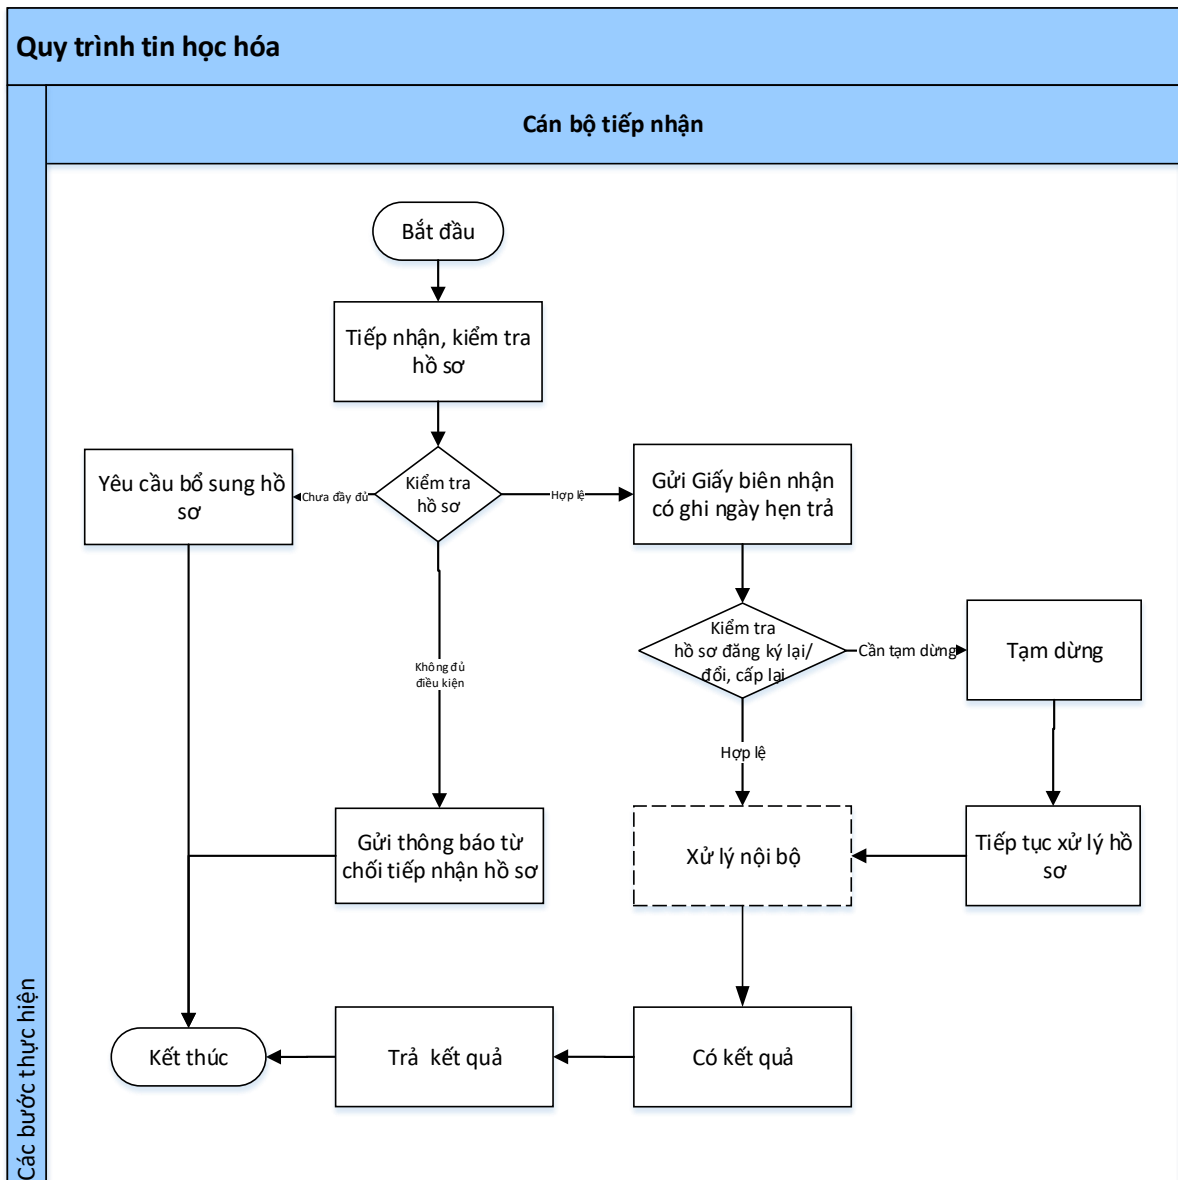 Quy trình tin học hóa
Cán bộ tiếp nhận
Các bước thực hiện
Bắt đầu
Tiếp nhận, kiểm tra
hồ sơ
Yêu cầu bổ sung hồ
sơ
Chưa đầy đủ
Kiểm tra
hồ sơ
Hợp lệ
Gửi Giấy biên nhận
có ghi ngày hẹn trả
Không đủ
điều kiện
Kiểm tra
hồ sơ đăng ký lại/
đổi, cấp lại
Cần tạm dừng
Tạm dừng
Hợp lệ
Gửi thông báo từ
chối tiếp nhận hồ sơ
Xử lý nội bộ
Tiếp tục xử lý hồ
sơ
Kết thúc
Trả  kết quả
Có kết quả